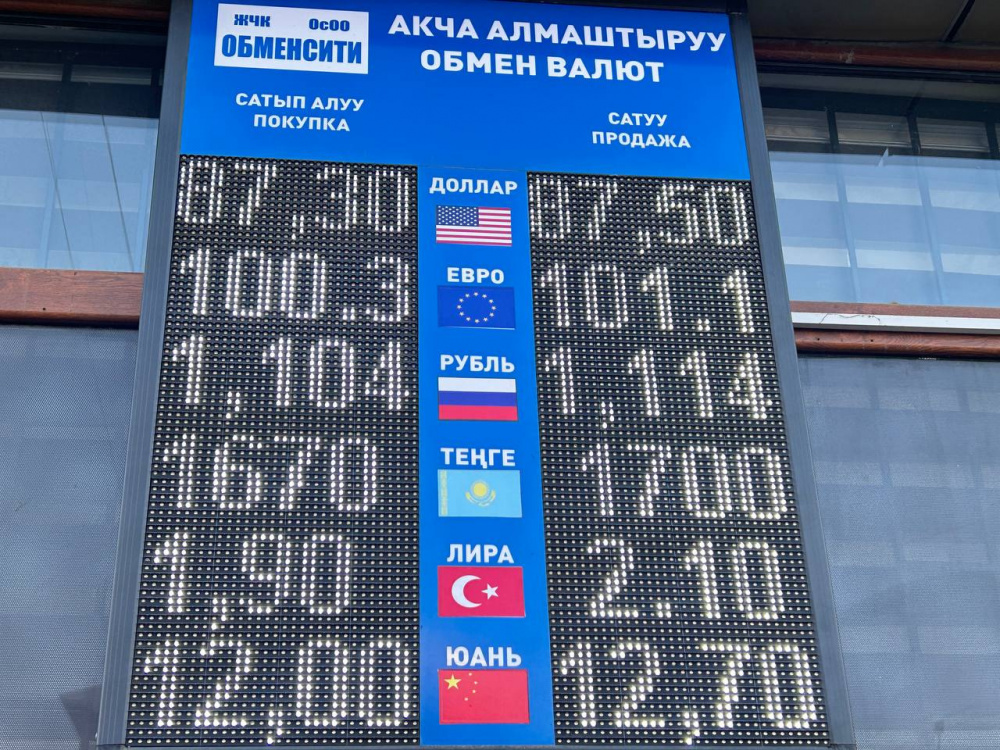 ЖЧК ОсОО
ОБМЕНСИТИ
АКЧА АЛМАШТЫРУУ
ОБМЕН ВАЛЮТ
САТЫП АЛУУ
ПОКУПКА
САТУУ
ПРОДАЖА
87,30 ДОЛЛАР 87,50
100.3 ЕВРО 101.1
1,104 РУБЛЬ 1,114
1670 ТЕҢГЕ 1700
1,90 ЛИРА 2.10
12,00 ЮАНЬ 12,70